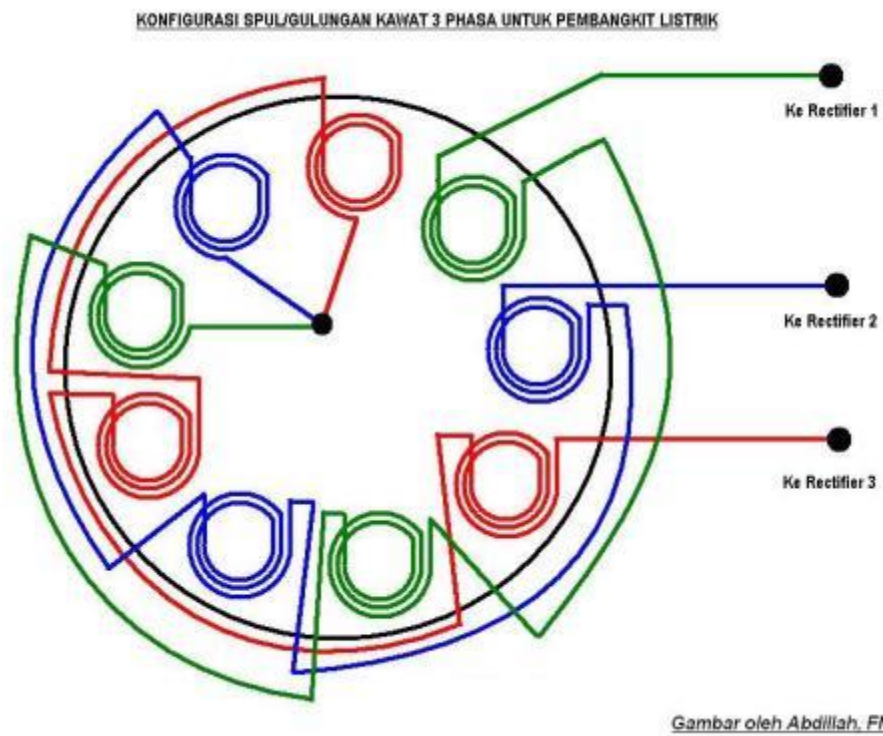 KONFIGURASI SPUL/GULUNGAN KAWAT 3 PHASA UNTUK PEMBANGKIT LISTRIK
Ke Rectifier 1
Ke Rectifier 2
Ke Rectifier 3
Gambar oleh Abdillah, F